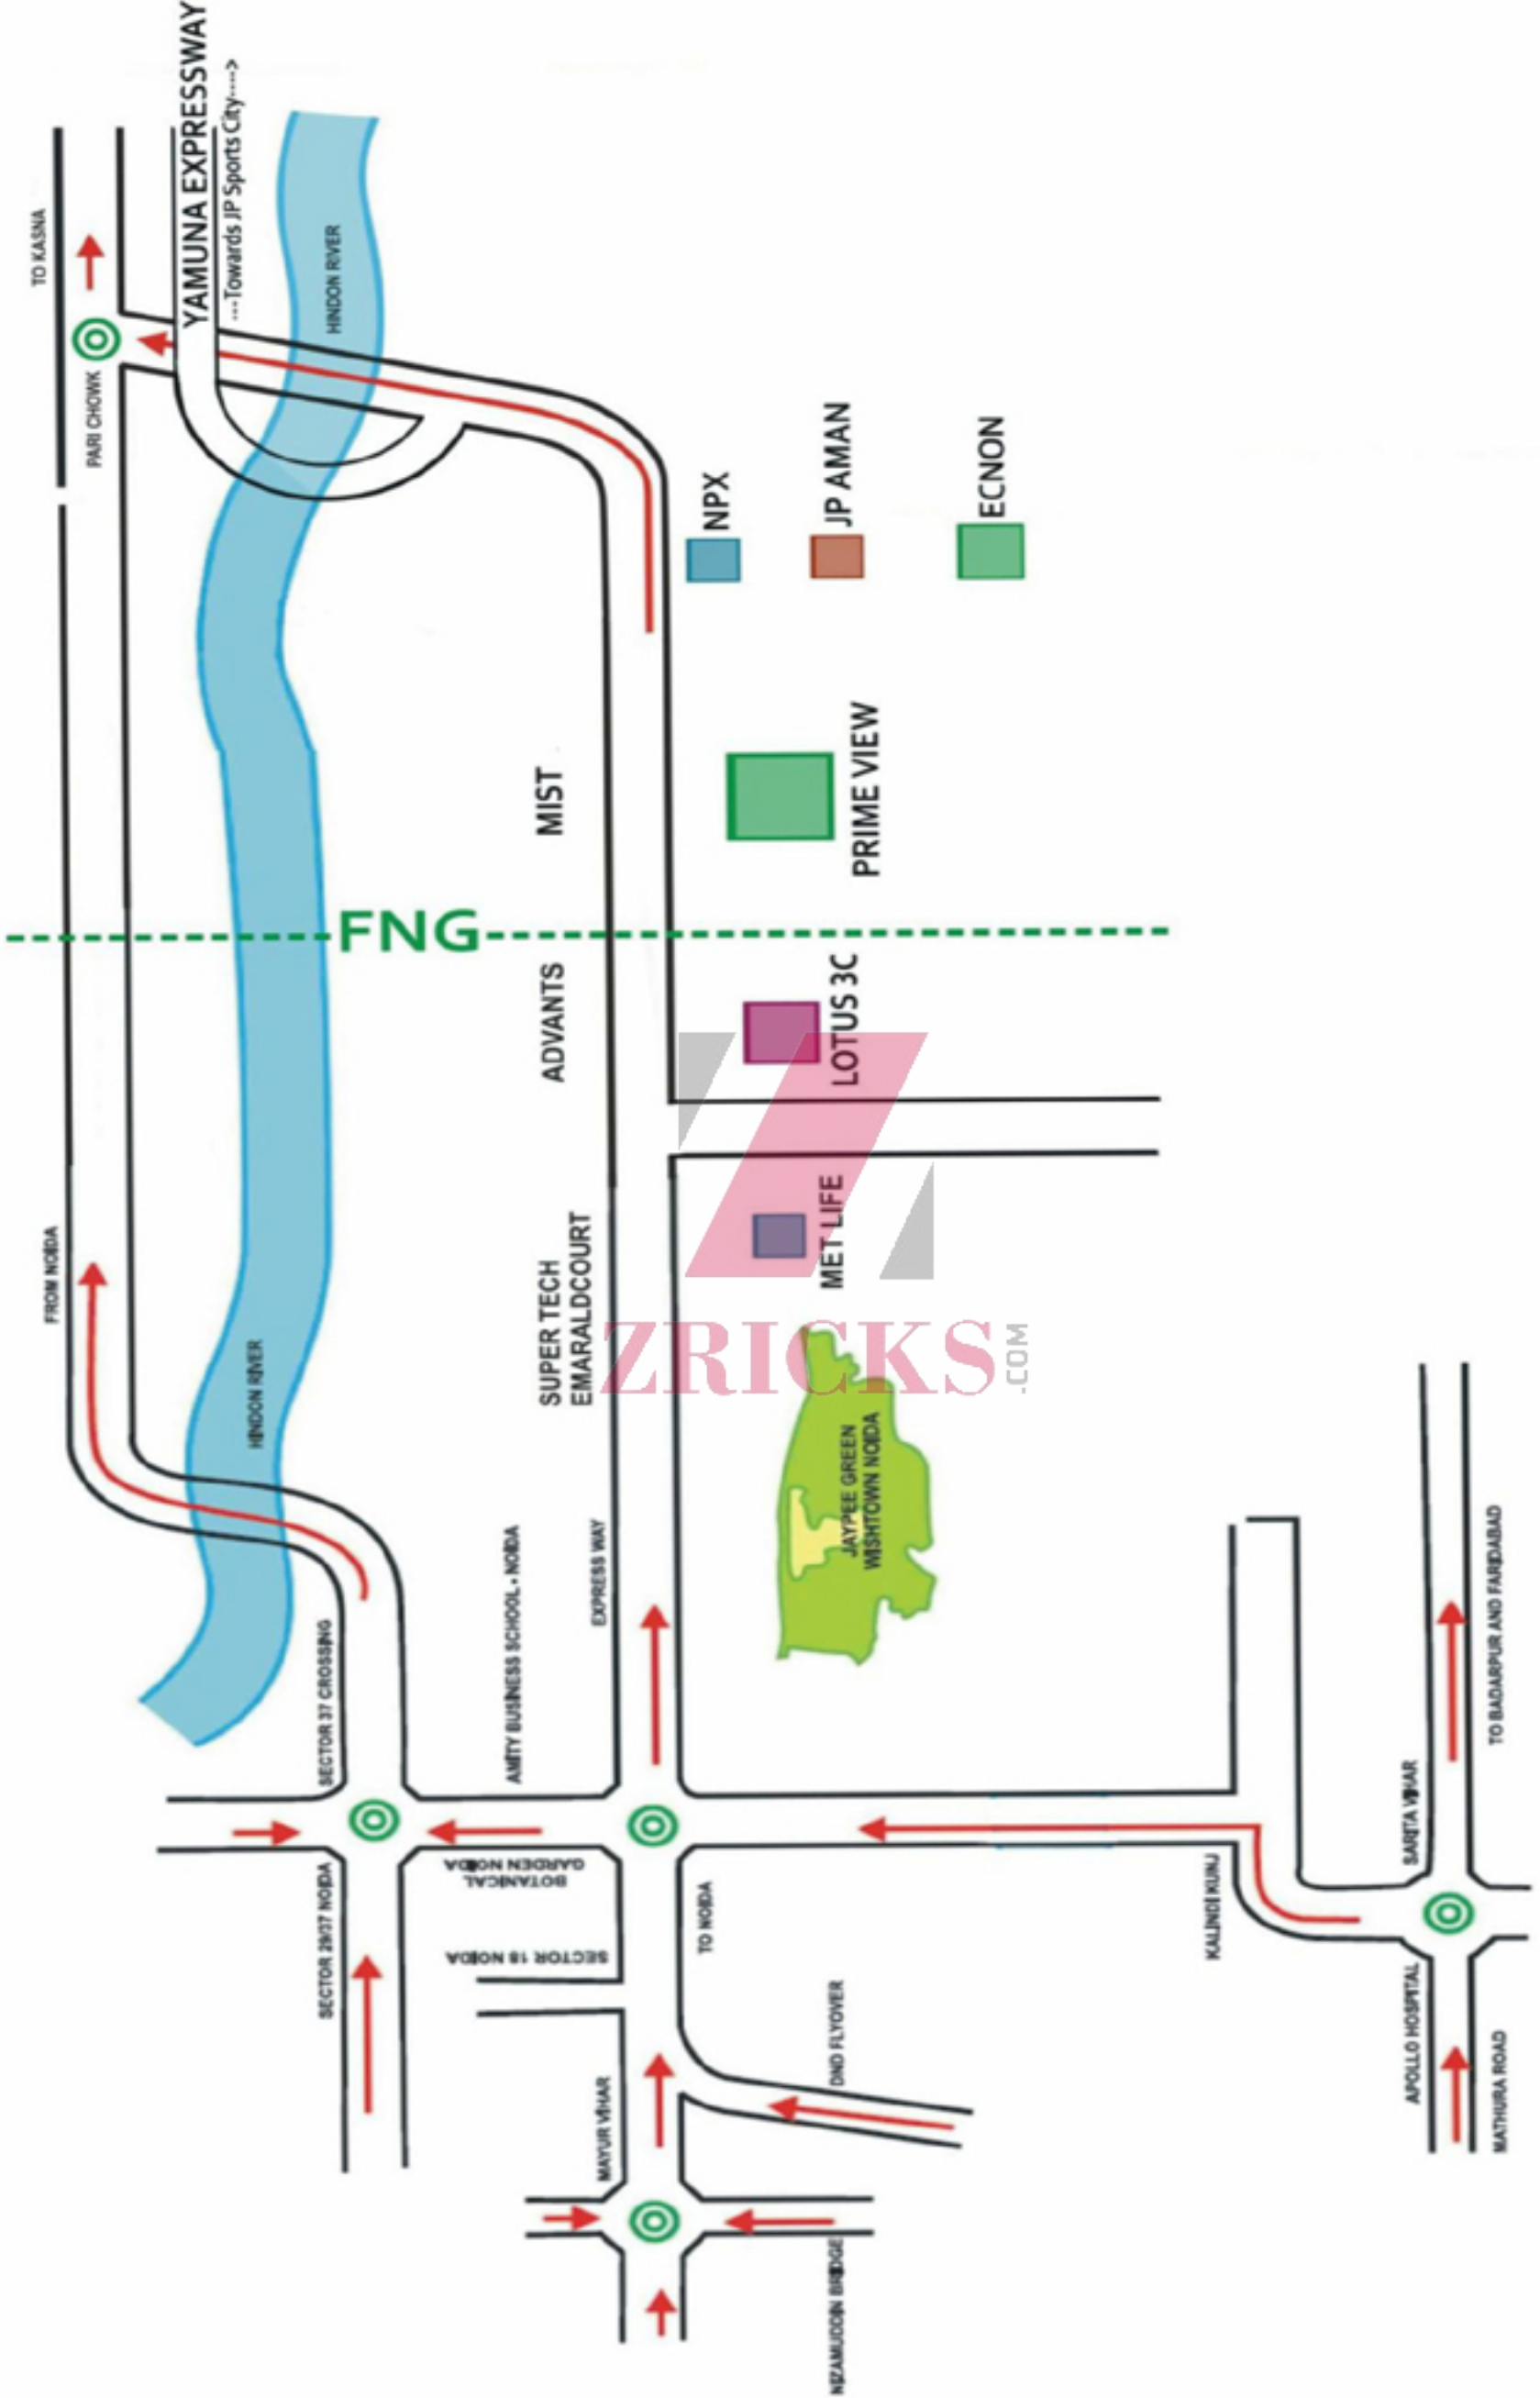 TO KASNA
YAMUNA EXPRESSWAY
---Towards JP Sports City---->
PARI CHOWK
HINDON RIVER
NPX
JP AMAN
ECNON
MIST
PRIME VIEW
FNG
ADVANTS
LOTUS 3C
FROM NOIDA
HINDON RIVER
SUPER TECH
EMARALDCOURT
MET LIFE
ZRICKS
.COM
JAYPEE GREEN
WISHTOWN NOIDA
SECTOR 37 CROSSING
AMITY BUSINESS SCHOOL - NOIDA
EXPRESS WAY
TO BADARPUR AND FARIDABAD
SARITA VIHAR
SECTOR 29/37 NOIDA
BOTANICAL
GARDEN NOIDA
SECTOR 18 NOIDA
TO NOIDA
KALINDI KUNJ
APOLLO HOSPITAL
MATHURA ROAD
DND FLYOVER
MAYUR VIHAR
NIZAMUDDIN BRIDGE